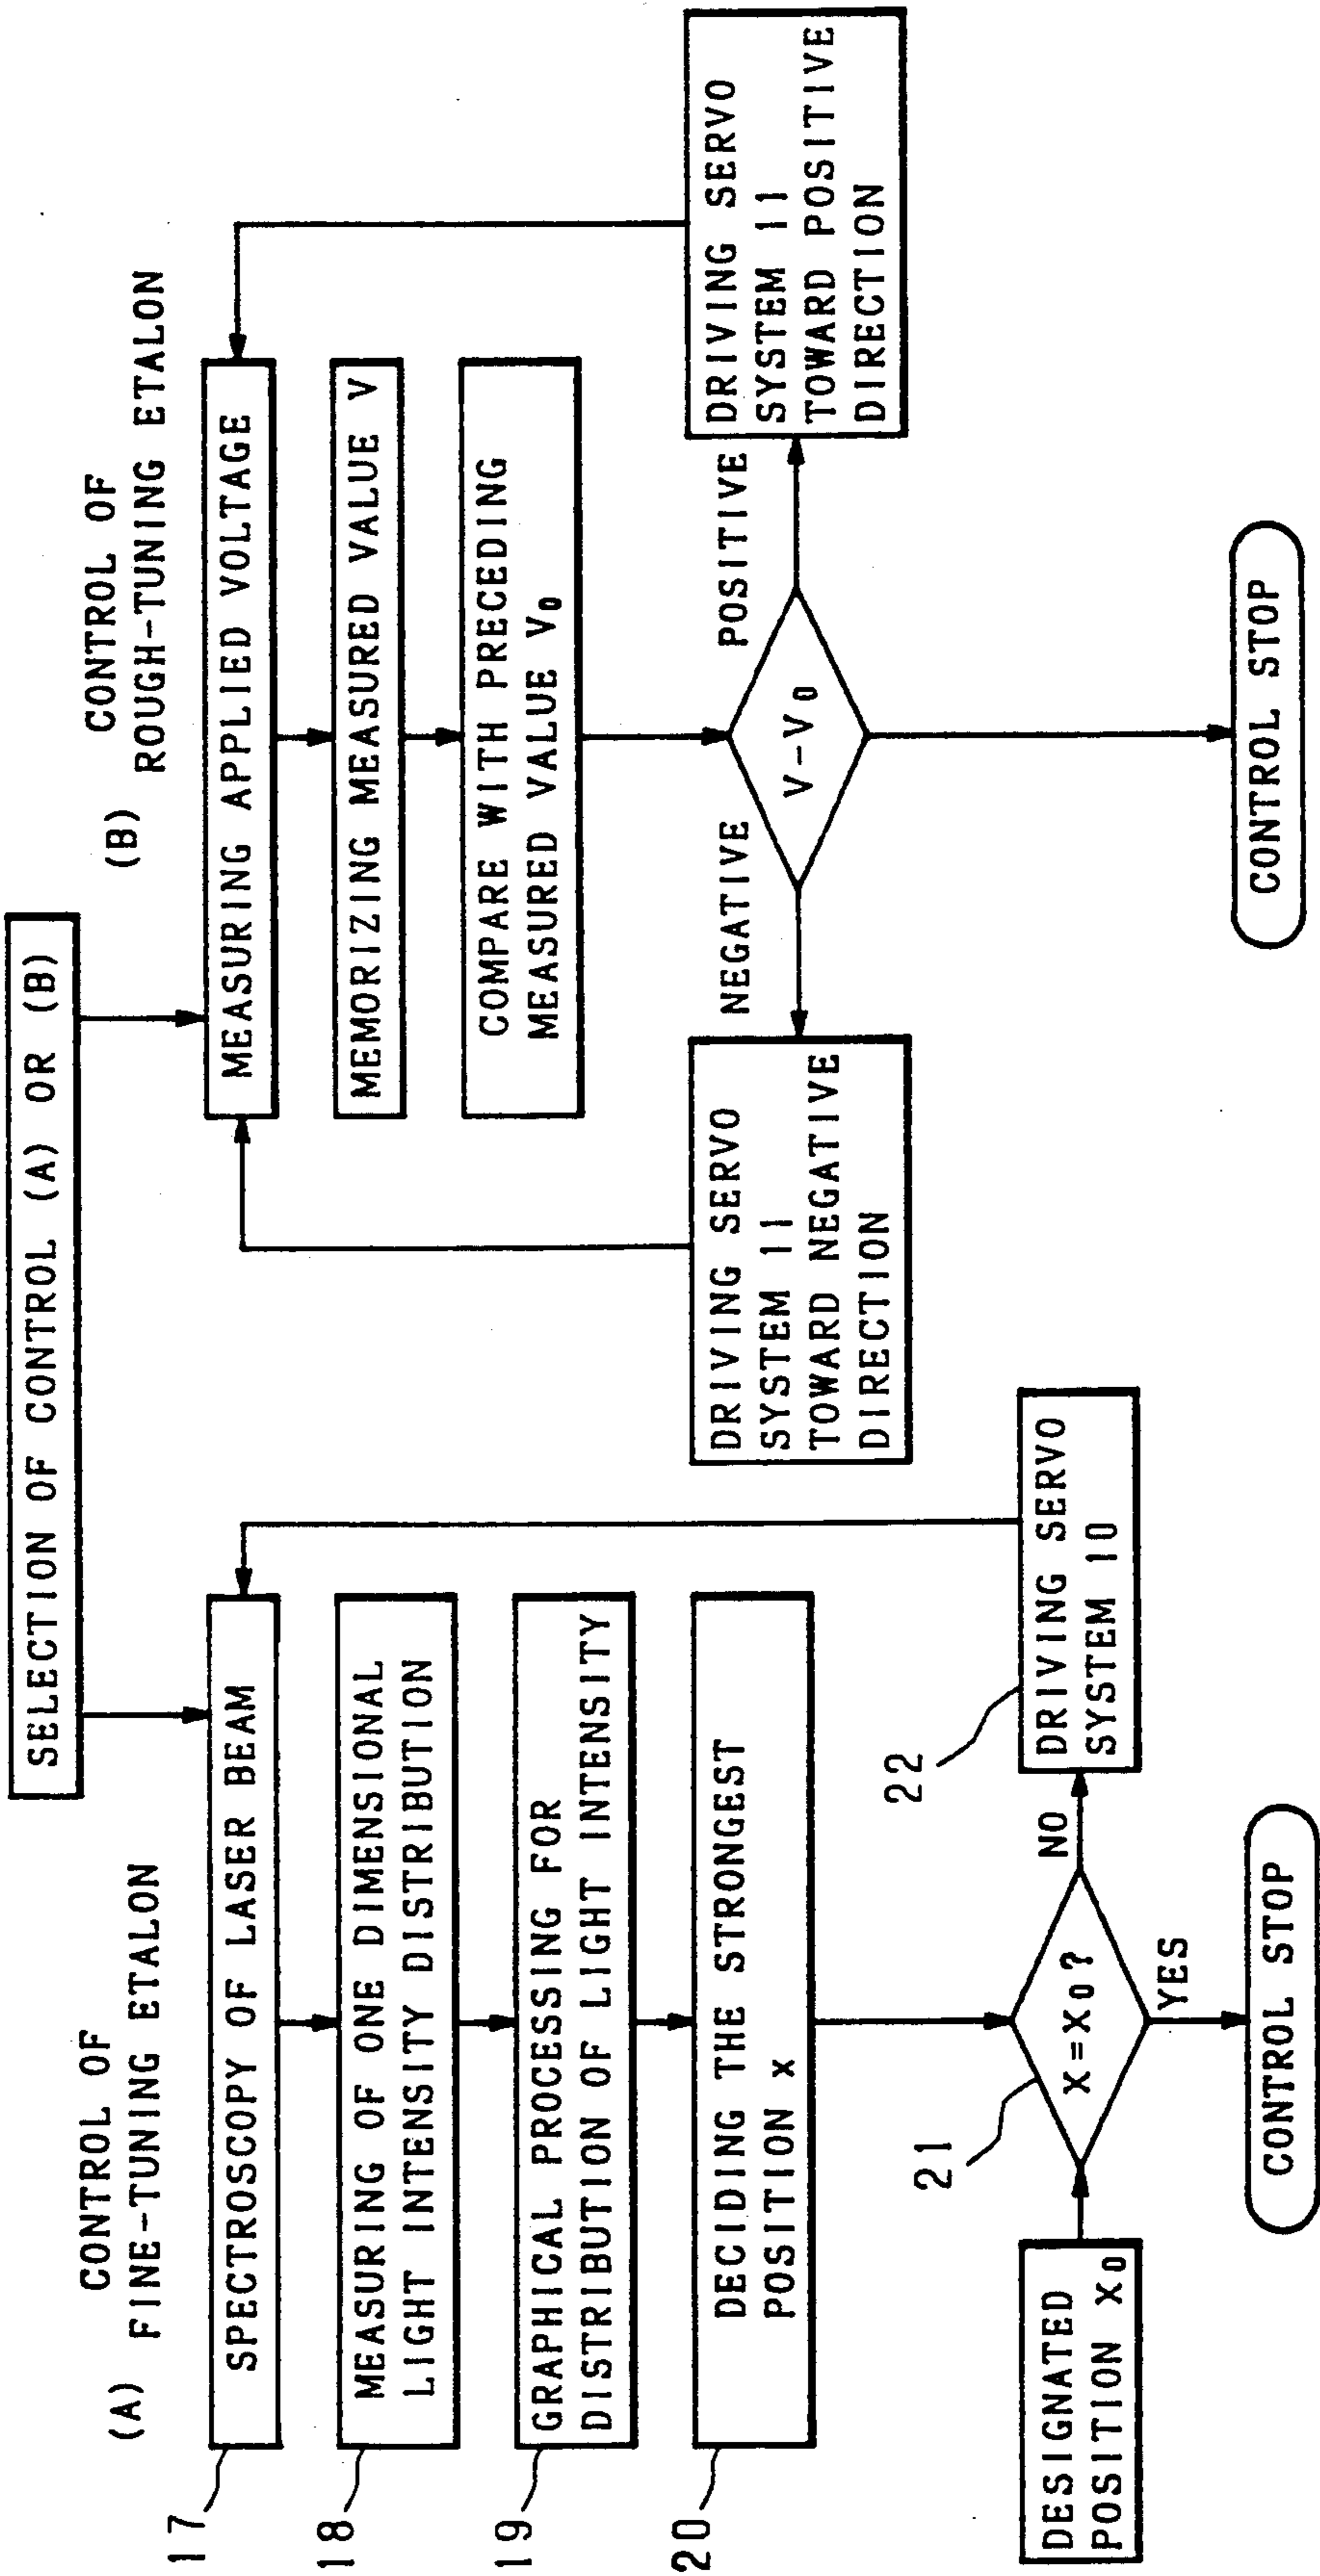 SELECTION OF CONTROL (A) OR (B)
CONTROL OF
(A) FINE-TUNING ETALON
17
SPECTROSCOPY OF LASER BEAM
18
MEASURING OF ONE DIMENSIONAL
LIGHT INTENSITY DISTRIBUTION
19
GRAPHICAL PROCESSING FOR
DISTRIBUTION OF LIGHT INTENSITY
20
DECIDING THE STRONGEST
POSITION x
DESIGNATED
POSITION X0
21
X=X0?
NO
22
DRIVING SERVO
SYSTEM 10
YES
CONTROL STOP
CONTROL OF
(B) ROUGH-TUNING ETALON
MEASURING APPLIED VOLTAGE
MEMORIZING MEASURED VALUE V
COMPARE WITH PRECEDING
MEASURED VALUE V0
V-V0
NEGATIVE
DRIVING SERVO
SYSTEM 11
TOWARD NEGATIVE
DIRECTION
POSITIVE
DRIVING SERVO
SYSTEM 11
TOWARD POSITIVE
DIRECTION
CONTROL STOP